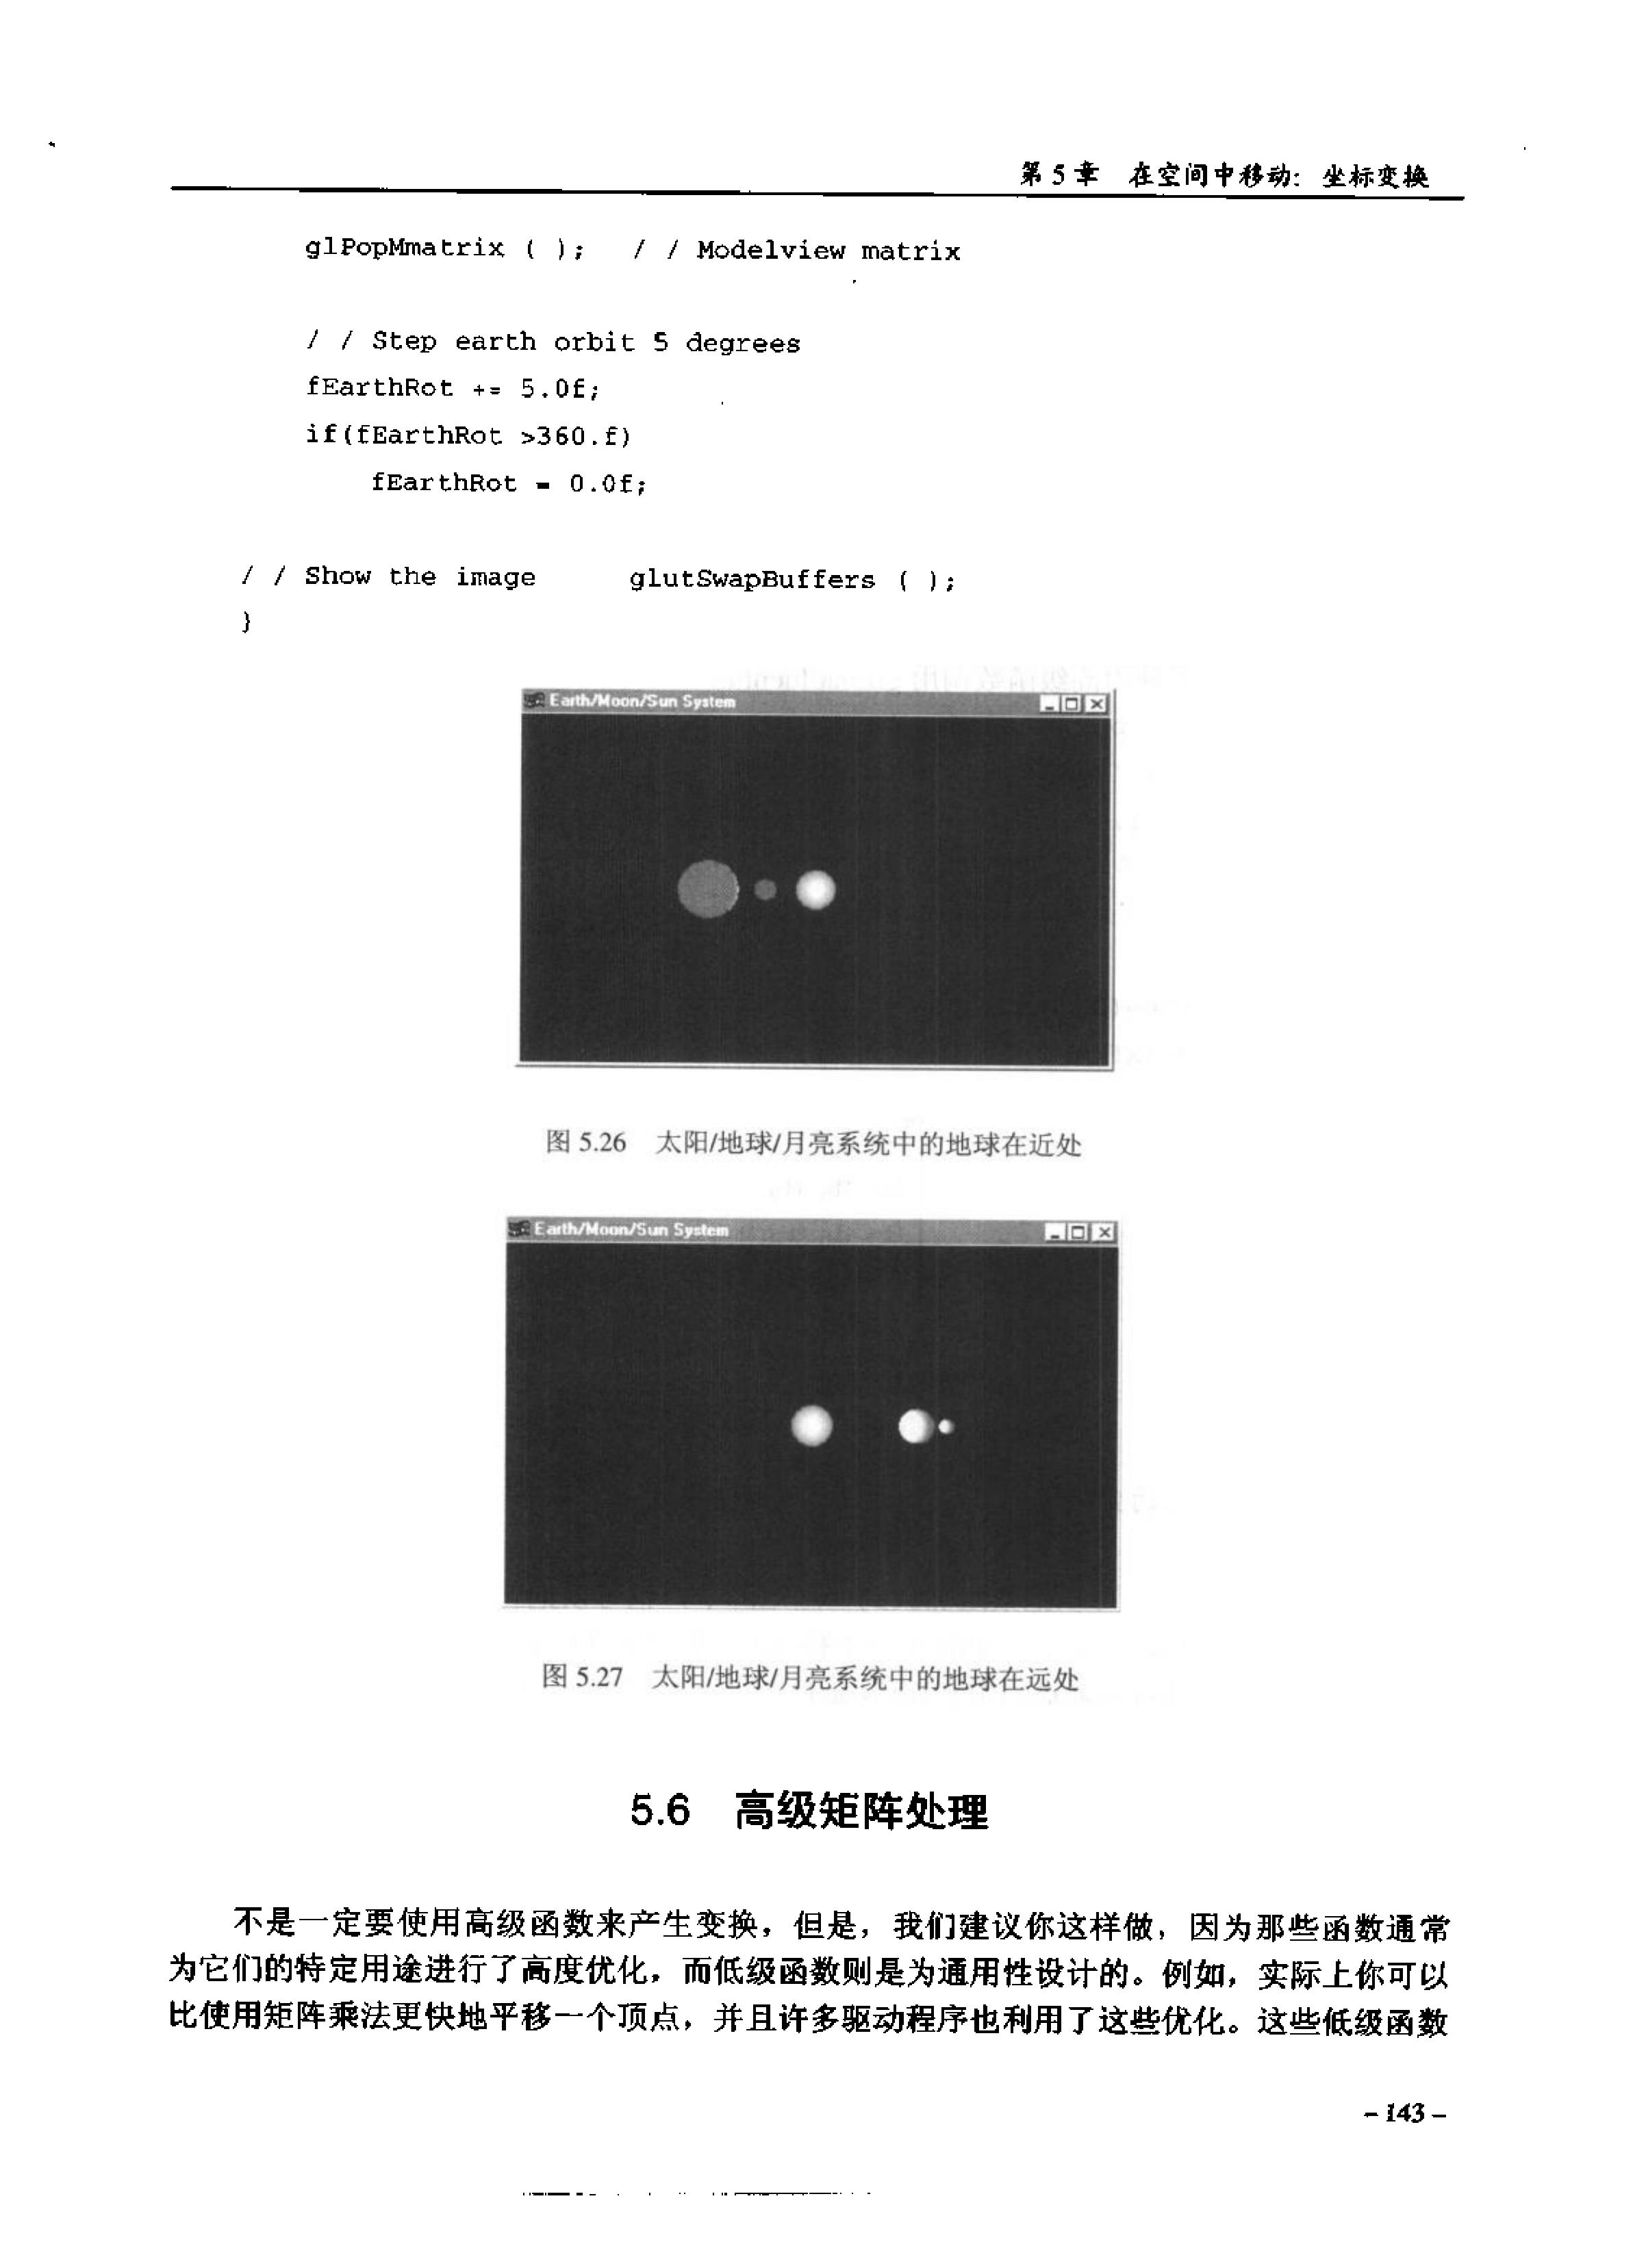 第 5 章　在空间中移动: 坐标变换
glPopMmatrix ( );   / / Modelview matrix
/ / Step earth orbit 5 degrees
fEarthRot += 5.0f;
if(fEarthRot >360.f)
fEarthRot = 0.0f;
/ / Show the image      glutSwapBuffers ( );
}
Earth/Moon/Sun System
图 5.26　太阳/地球/月亮系统中的地球在近处
Earth/Moon/Sun System
图 5.27　太阳/地球/月亮系统中的地球在远处
5.6　高级矩阵处理
不是一定要使用高级函数来产生变换，但是，我们建议你这样做，因为那些函数通常
为它们的特定用途进行了高度优化，而低级函数则是为通用性设计的。例如，实际上你可以
比使用矩阵乘法更快地平移一个顶点，并且许多驱动程序也利用了这些优化。这些低级函数
– 143 –